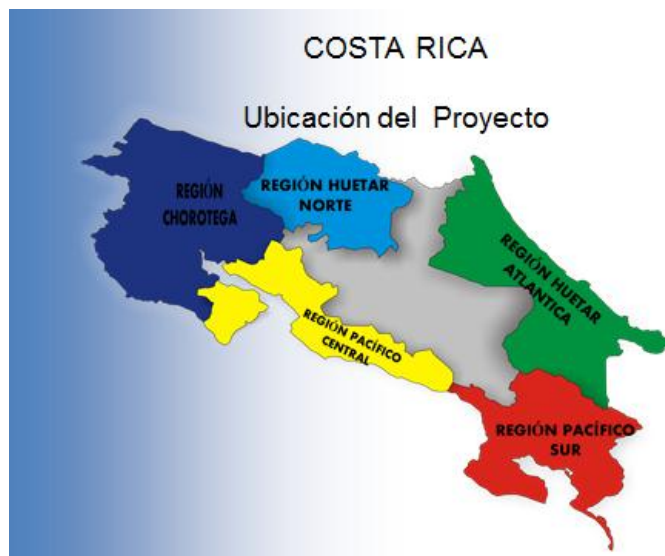 COSTA RICA
Ubicación del Proyecto
REGIÓN
CHOROTEGA
REGIÓN HUETAR
NORTE
REGIÓN HUETAR
ATLANTICA
REGIÓN PACÍFICO
CENTRAL
REGIÓN PACÍFICO
SUR